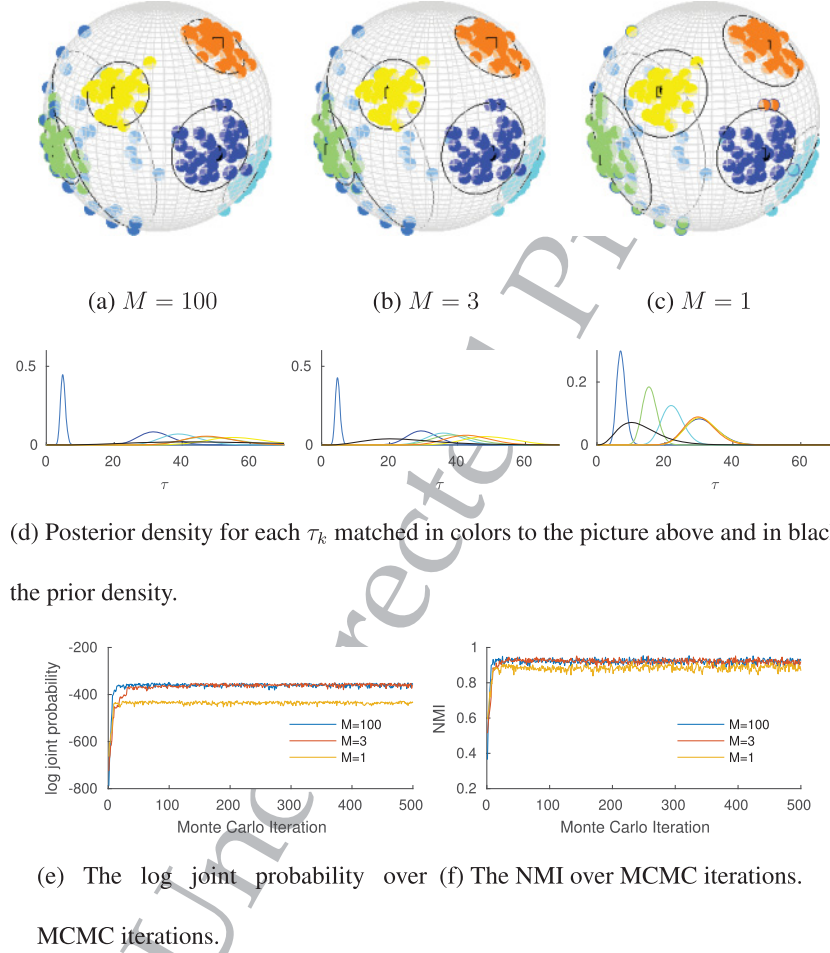 (a) M = 100
(b) M = 3
(c) M = 1
0.5
0
0 20 40 60
τ
0.5
0
0 20 40 60
τ
0.2
0
0 20 40 60
τ
(d) Posterior density for each τk matched in colors to the picture above and in blac
the prior density.
-200
-400
-600
-800
log joint probability
M=100
M=3
M=1
0 100 200 300 400 500
Monte Carlo Iteration
1
0.8
0.6
0.4
0.2
NMI
M=100
M=3
M=1
0 100 200 300 400 500
Monte Carlo Iteration
(e) The log joint probability over
MCMC iterations.
(f) The NMI over MCMC iterations.